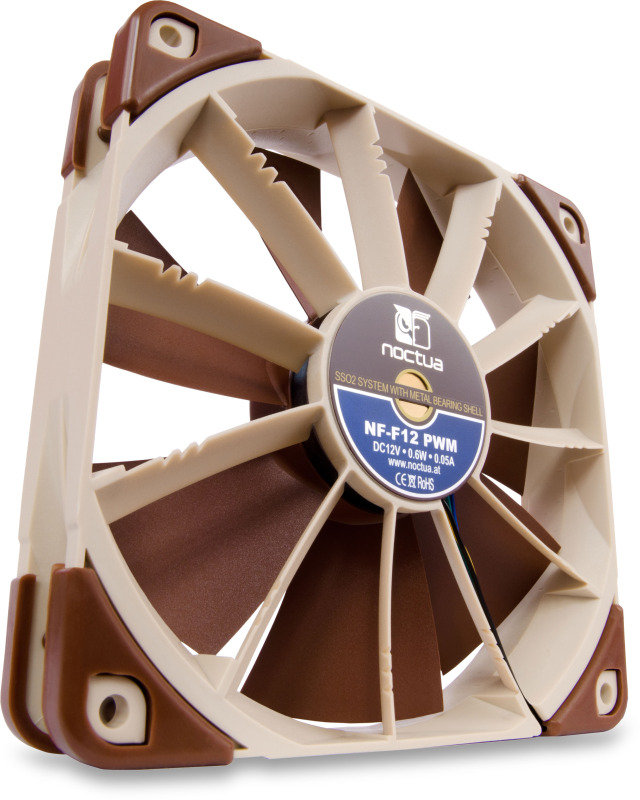 noctua
SSO2 SYSTEM WITH METAL BEARING SHELL
NF-F12 PWM
DC12V • 0.6W • 0.05A
www.noctua.at
CE RoHS